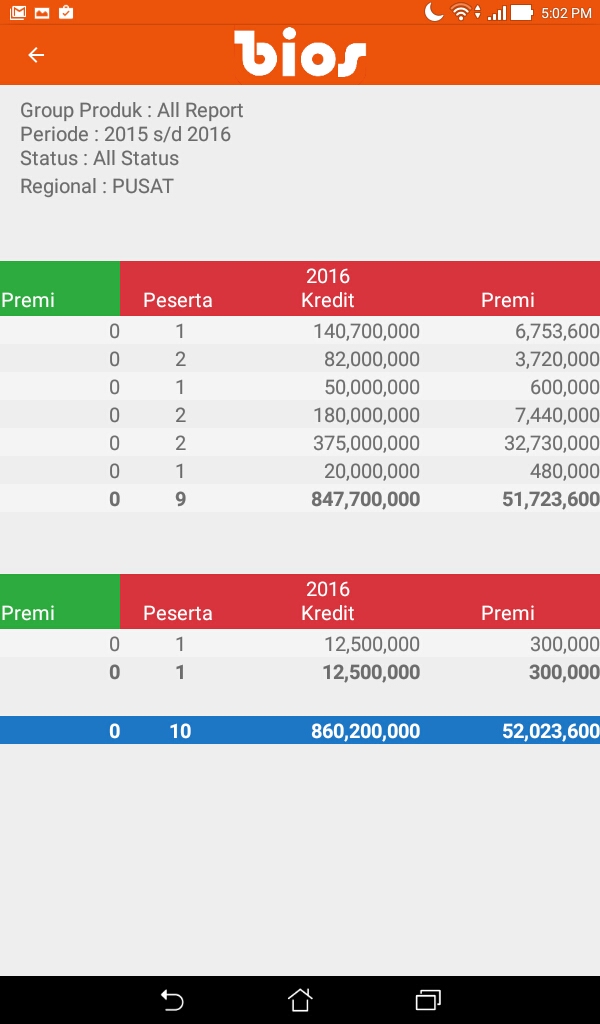 5:02 PM
bios
Group Produk : All Report
Periode : 2015 s/d 2016
Status : All Status
Regional : PUSAT
2016
Premi Peserta Kredit Premi
0 1 140,700,000 6,753,600
0 2 82,000,000 3,720,000
0 1 50,000,000 600,000
0 2 180,000,000 7,440,000
0 2 375,000,000 32,730,000
0 1 20,000,000 480,000
0 9 847,700,000 51,723,600
2016
Premi Peserta Kredit Premi
0 1 12,500,000 300,000
0 1 12,500,000 300,000
0 10 860,200,000 52,023,600